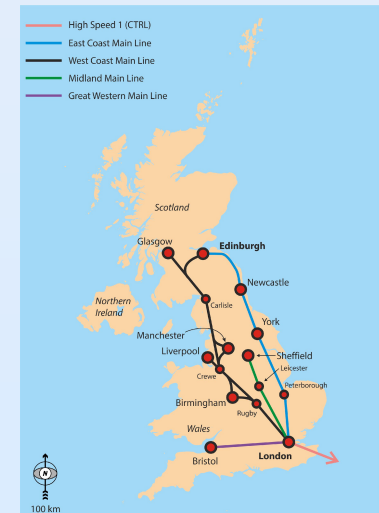 High Speed 1 (CTRL)
East Coast Main Line
West Coast Main Line
Midland Main Line
Great Western Main Line
Scotland
Glasgow
Edinburgh
Newcastle
Carlisle
Northern
Ireland
York
Manchester
Liverpool
Sheffield
Leicester
Crewe
Peterborough
Birmingham
Rugby
Wales
London
Bristol
N
100 km